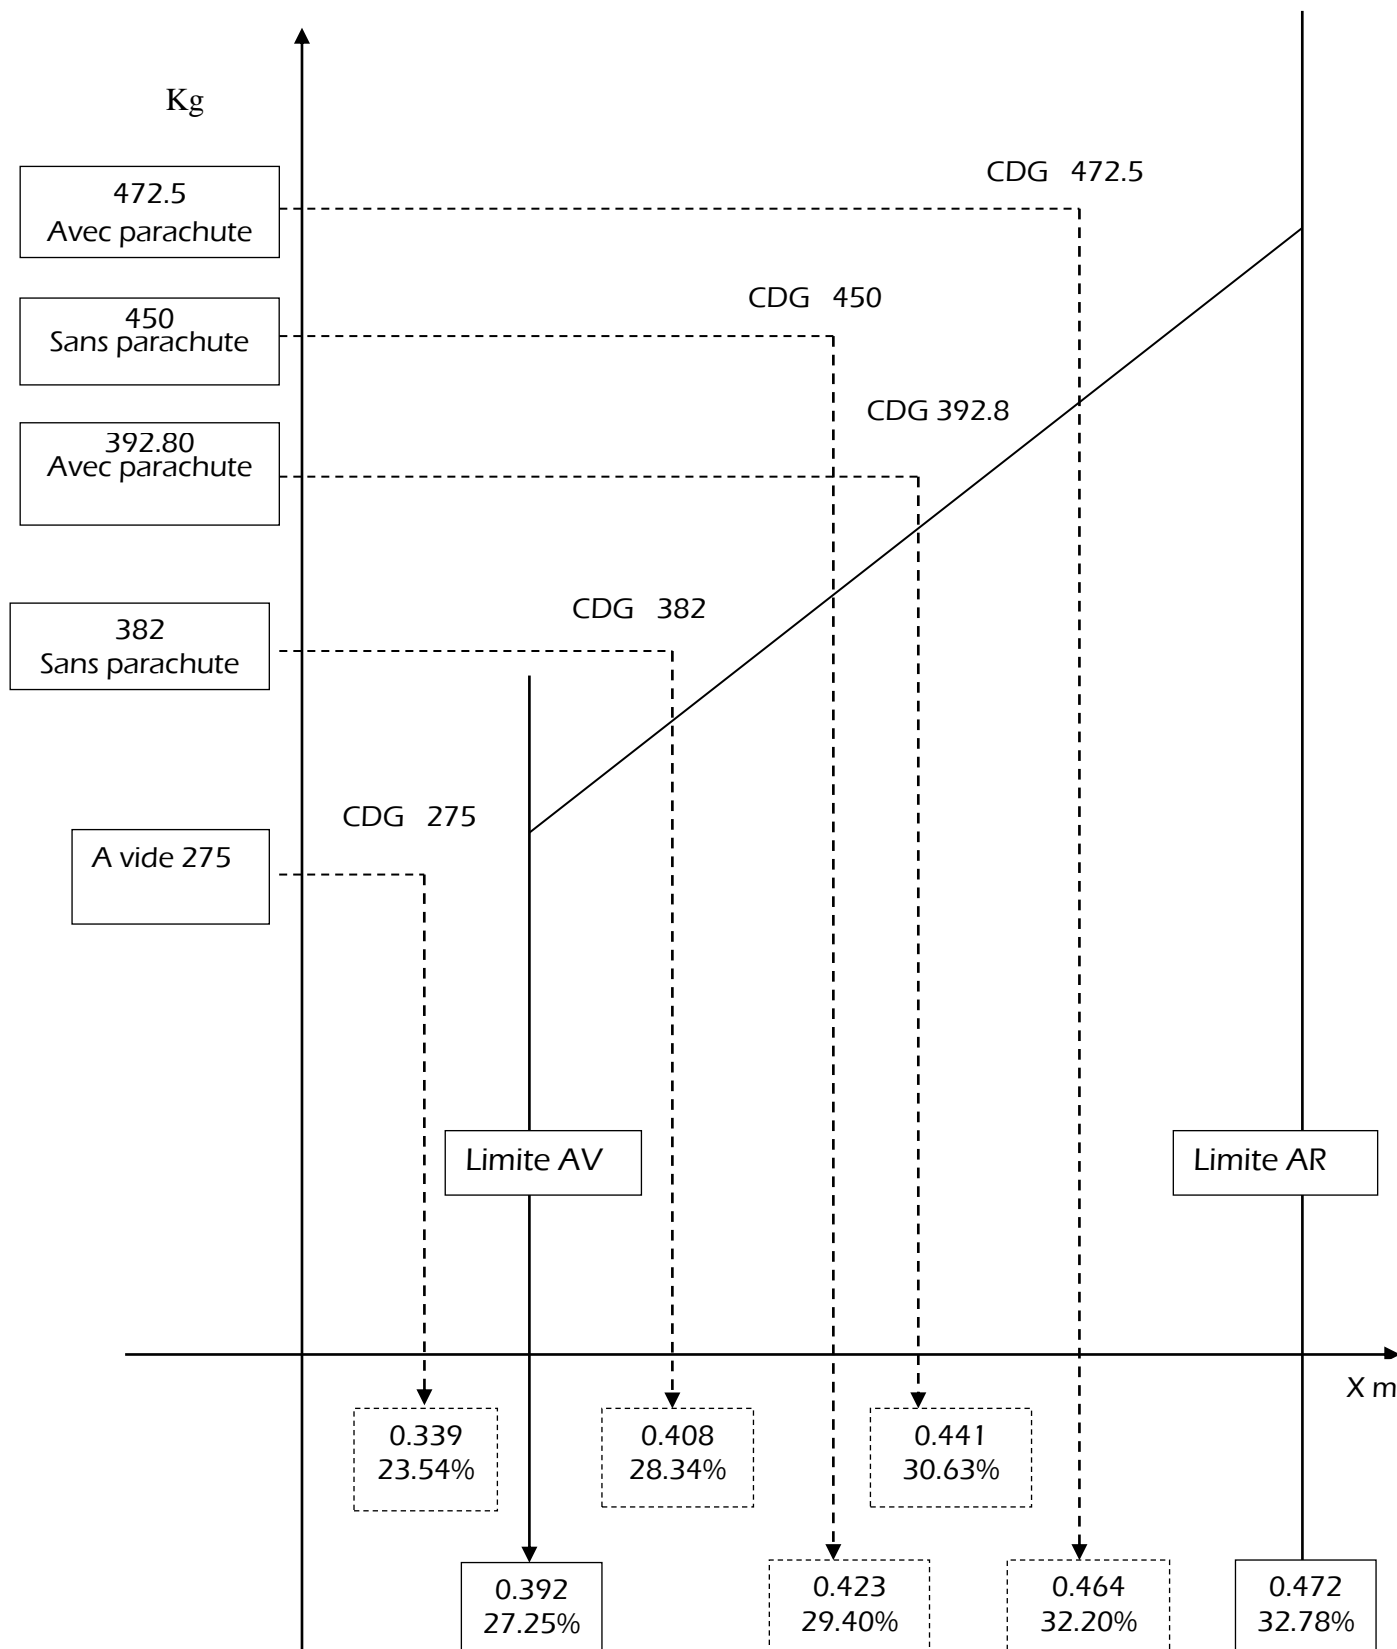 Kg
CDG 472.5
472.5
Avec parachute
CDG 450
450
Sans parachute
CDG 392.8
392.80
Avec parachute
CDG 382
382
Sans parachute
CDG 275
A vide 275
Limite AV
Limite AR
X m
0.339
23.54%
0.408
28.34%
0.441
30.63%
0.392
27.25%
0.423
29.40%
0.464
32.20%
0.472
32.78%